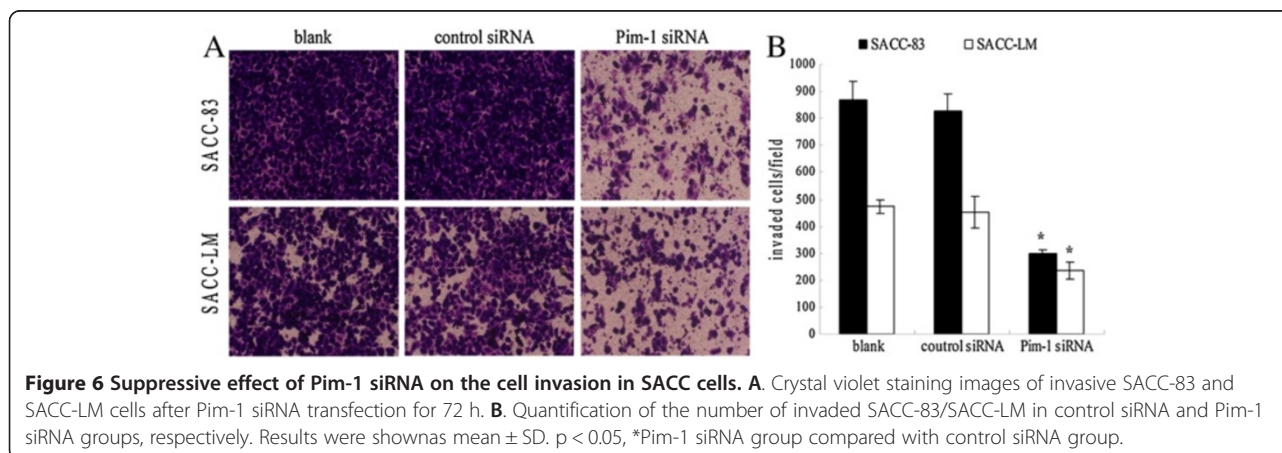 A
blank
control siRNA
Pim-1 siRNA
SACC-83
SACC-LM
B
SACC-83
SACC-LM
invaded cells/field
1000
900
800
700
600
500
400
300
200
100
0
* *
blank
coutrol siRNA
Pim-1 siRNA
Figure 6 Suppressive effect of Pim-1 siRNA on the cell invasion in SACC cells. A. Crystal violet staining images of invasive SACC-83 and
SACC-LM cells after Pim-1 siRNA transfection for 72 h. B. Quantification of the number of invaded SACC-83/SACC-LM in control siRNA and Pim-1
siRNA groups, respectively. Results were shownas mean ± SD. p < 0.05, *Pim-1 siRNA group compared with control siRNA group.